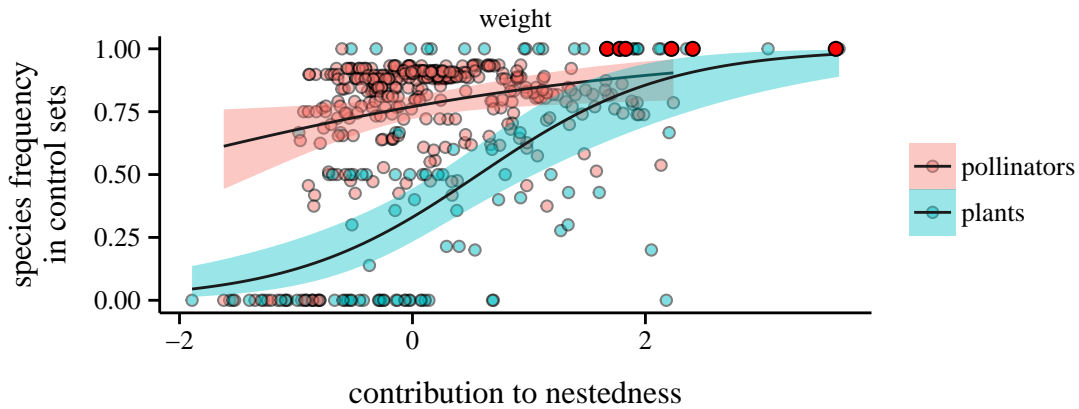 weight
species frequency
in control sets
1.00
0.75
0.50
0.25
0.00
−2
0
2
contribution to nestedness
pollinators
plants